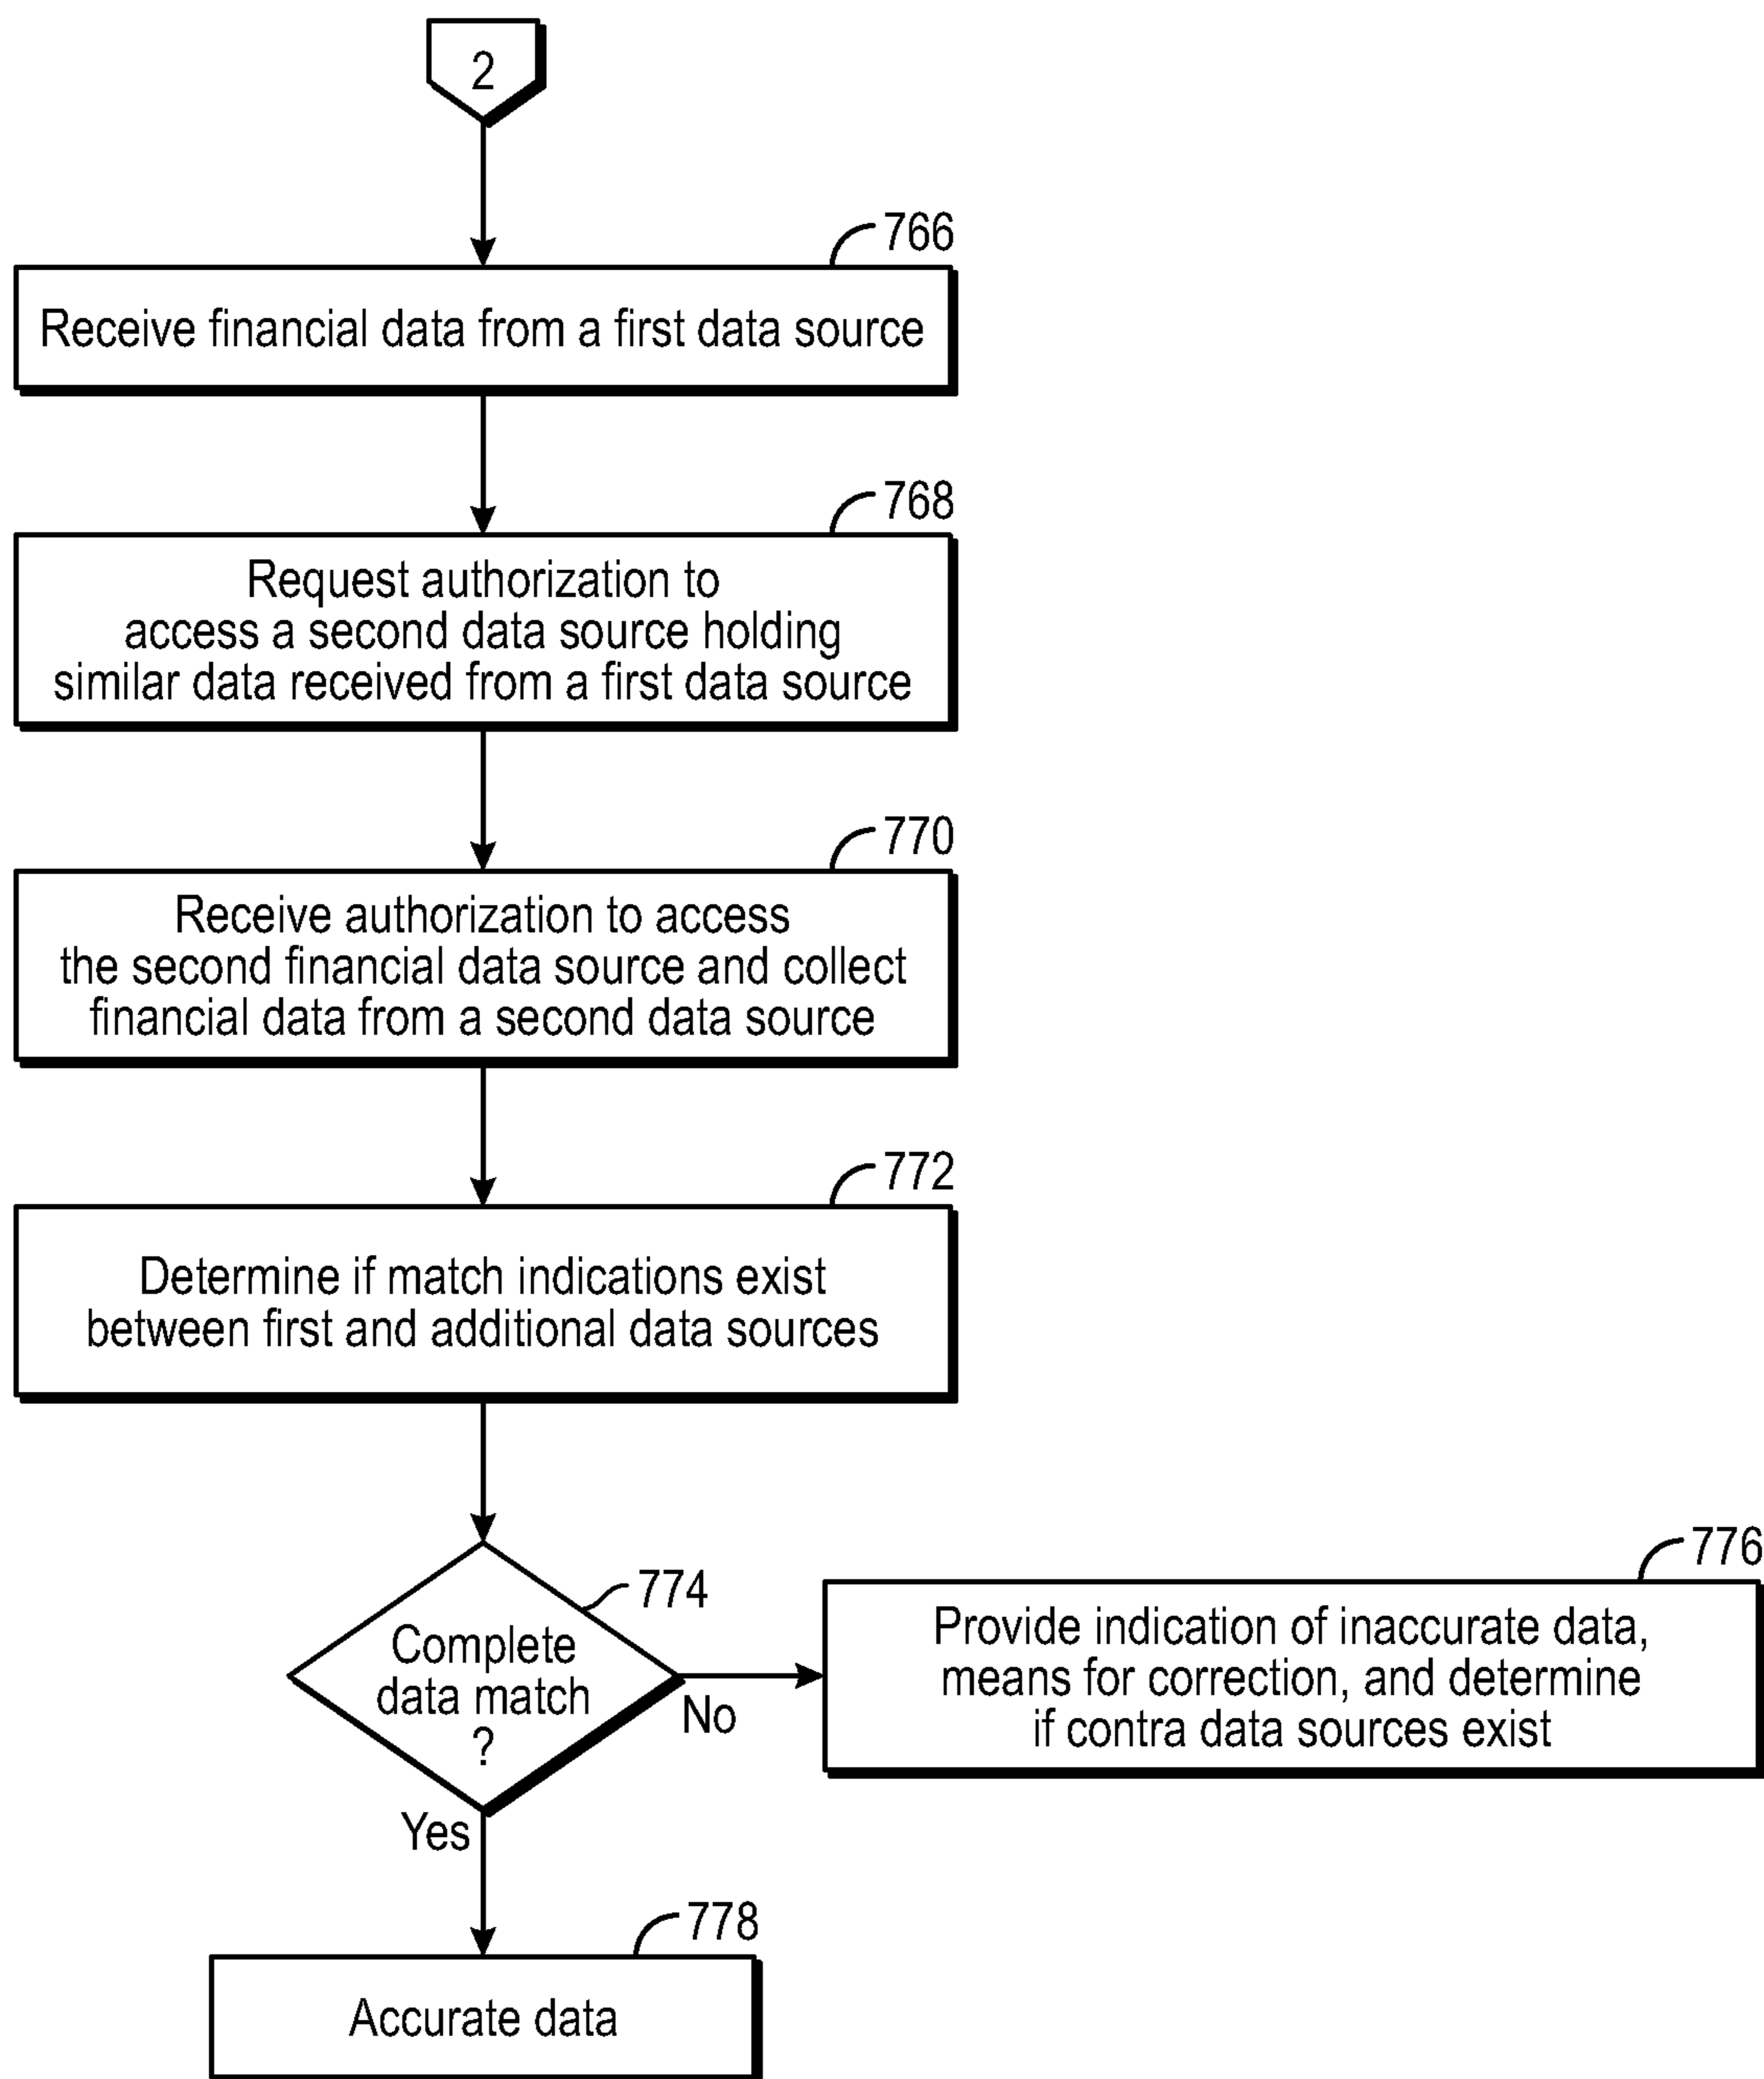 2
766
Receive financial data from a first data source
768
Request authorization to
access a second data source holding
similar data received from a first data source
770
Receive authorization to access
the second financial data source and collect
financial data from a second data source
772
Determine if match indications exist
between first and additional data sources
774
Complete
data match
?
No
776
Provide indication of inaccurate data,
means for correction, and determine
if contra data sources exist
Yes
778
Accurate data